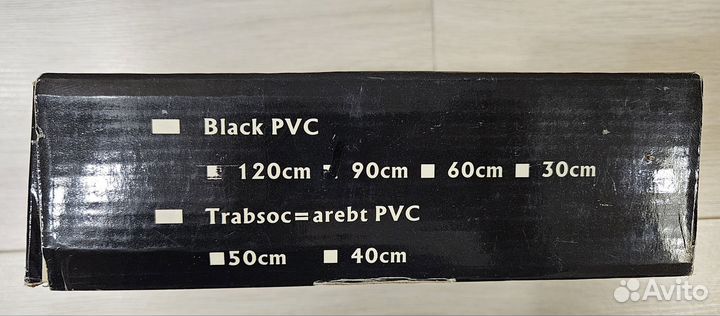 Black PVC
120cm 90cm 60cm 30cm
Trabsoc=arebt PVC
50cm 40cm
Avito